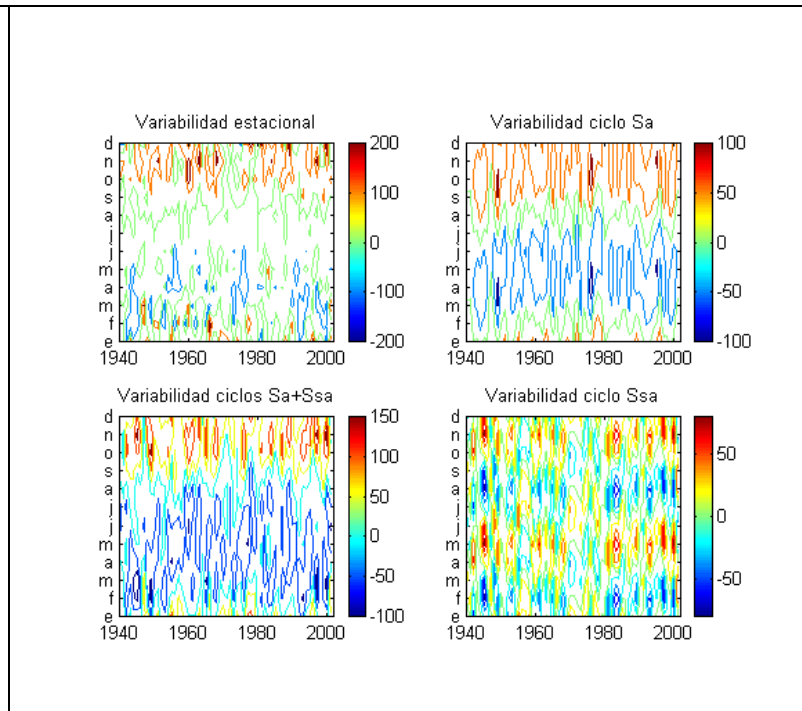 Variabilidad estacional
d
n
o
s
a
j
j
m
a
m
f
e
1940 1960 1980 2000
200
100
0
-100
-200
Variabilidad ciclo Sa
d
n
o
s
a
j
j
m
a
m
f
e
1940 1960 1980 2000
100
50
0
-50
-100
Variabilidad ciclos Sa+Ssa
d
n
o
s
a
j
j
m
a
m
f
e
1940 1960 1980 2000
150
100
50
0
-50
-100
Variabilidad ciclo Ssa
d
n
o
s
a
j
j
m
a
m
f
e
1940 1960 1980 2000
50
0
-50